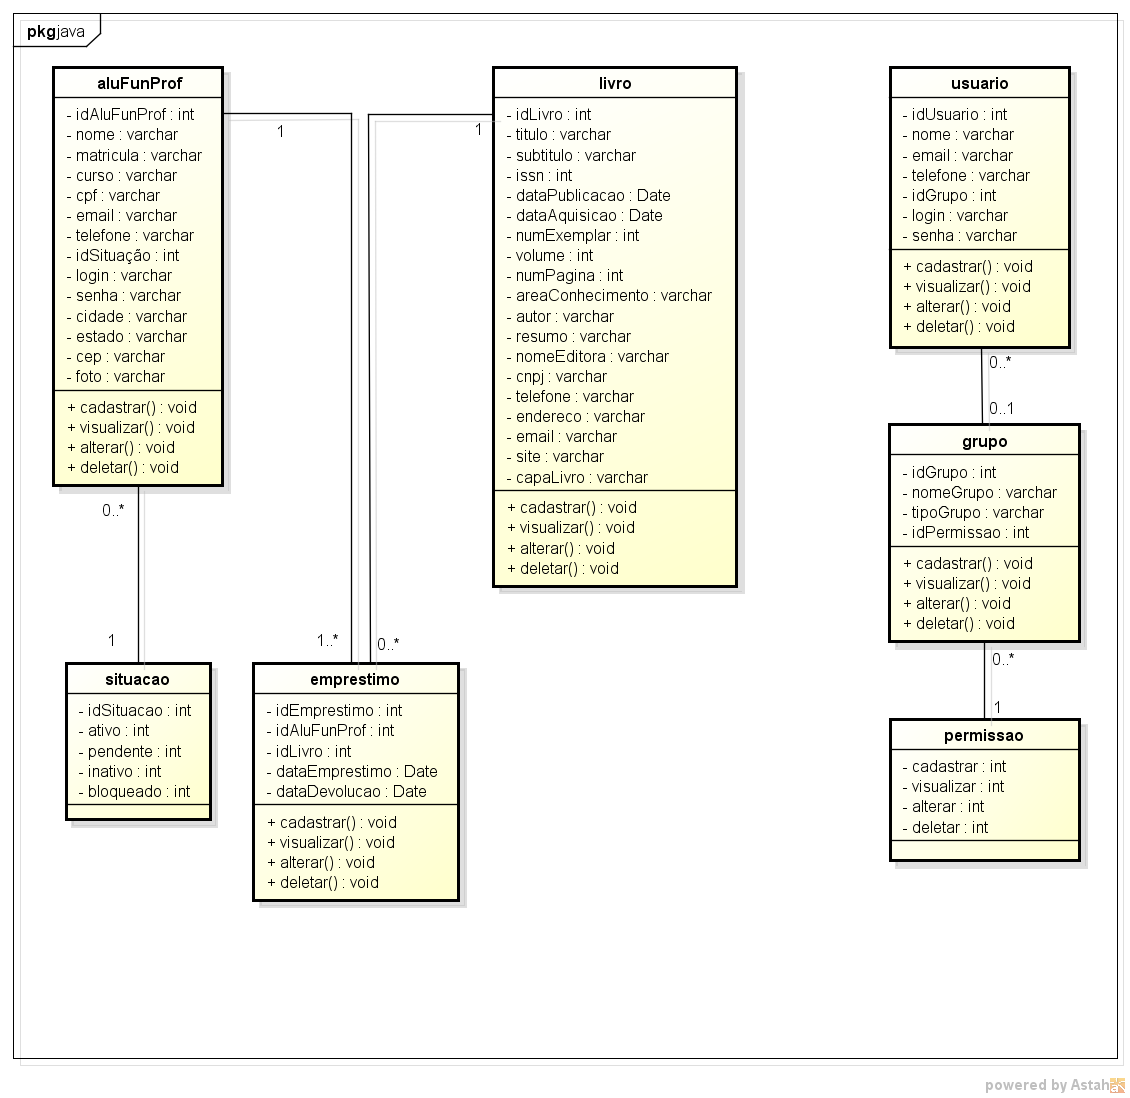 pkg java
aluFunProf
- idAluFunProf : int
- nome : varchar
- matricula : varchar
- curso : varchar
- cpf : varchar
- email : varchar
- telefone : varchar
- idSituação : int
- login : varchar
- senha : varchar
- cidade : varchar
- estado : varchar
- cep : varchar
- foto : varchar
+ cadastrar() : void
+ visualizar() : void
+ alterar() : void
+ deletar() : void
1
0..*
1
livro
- idLivro : int
- titulo : varchar
- subtitulo : varchar
- issn : int
- dataPublicacao : Date
- dataAquisicao : Date
- numExemplar : int
- volume : int
- numPagina : int
- areaConhecimento : varchar
- autor : varchar
- resumo : varchar
- nomeEditora : varchar
- cnpj : varchar
- telefone : varchar
- endereco : varchar
- email : varchar
- site : varchar
- capaLivro : varchar
+ cadastrar() : void
+ visualizar() : void
+ alterar() : void
+ deletar() : void
1
1..*
0..*
situacao
- idSituacao : int
- ativo : int
- pendente : int
- inativo : int
- bloqueado : int
emprestimo
- idEmprestimo : int
- idAluFunProf : int
- idLivro : int
- dataEmprestimo : Date
- dataDevolucao : Date
+ cadastrar() : void
+ visualizar() : void
+ alterar() : void
+ deletar() : void
usuario
- idUsuario : int
- nome : varchar
- email : varchar
- telefone : varchar
- idGrupo : int
- login : varchar
- senha : varchar
+ cadastrar() : void
+ visualizar() : void
+ alterar() : void
+ deletar() : void
0..*
0..1
grupo
- idGrupo : int
- nomeGrupo : varchar
- tipoGrupo : varchar
- idPermissao : int
+ cadastrar() : void
+ visualizar() : void
+ alterar() : void
+ deletar() : void
0..*
1
permissao
- cadastrar : int
- visualizar : int
- alterar : int
- deletar : int
powered by Astah